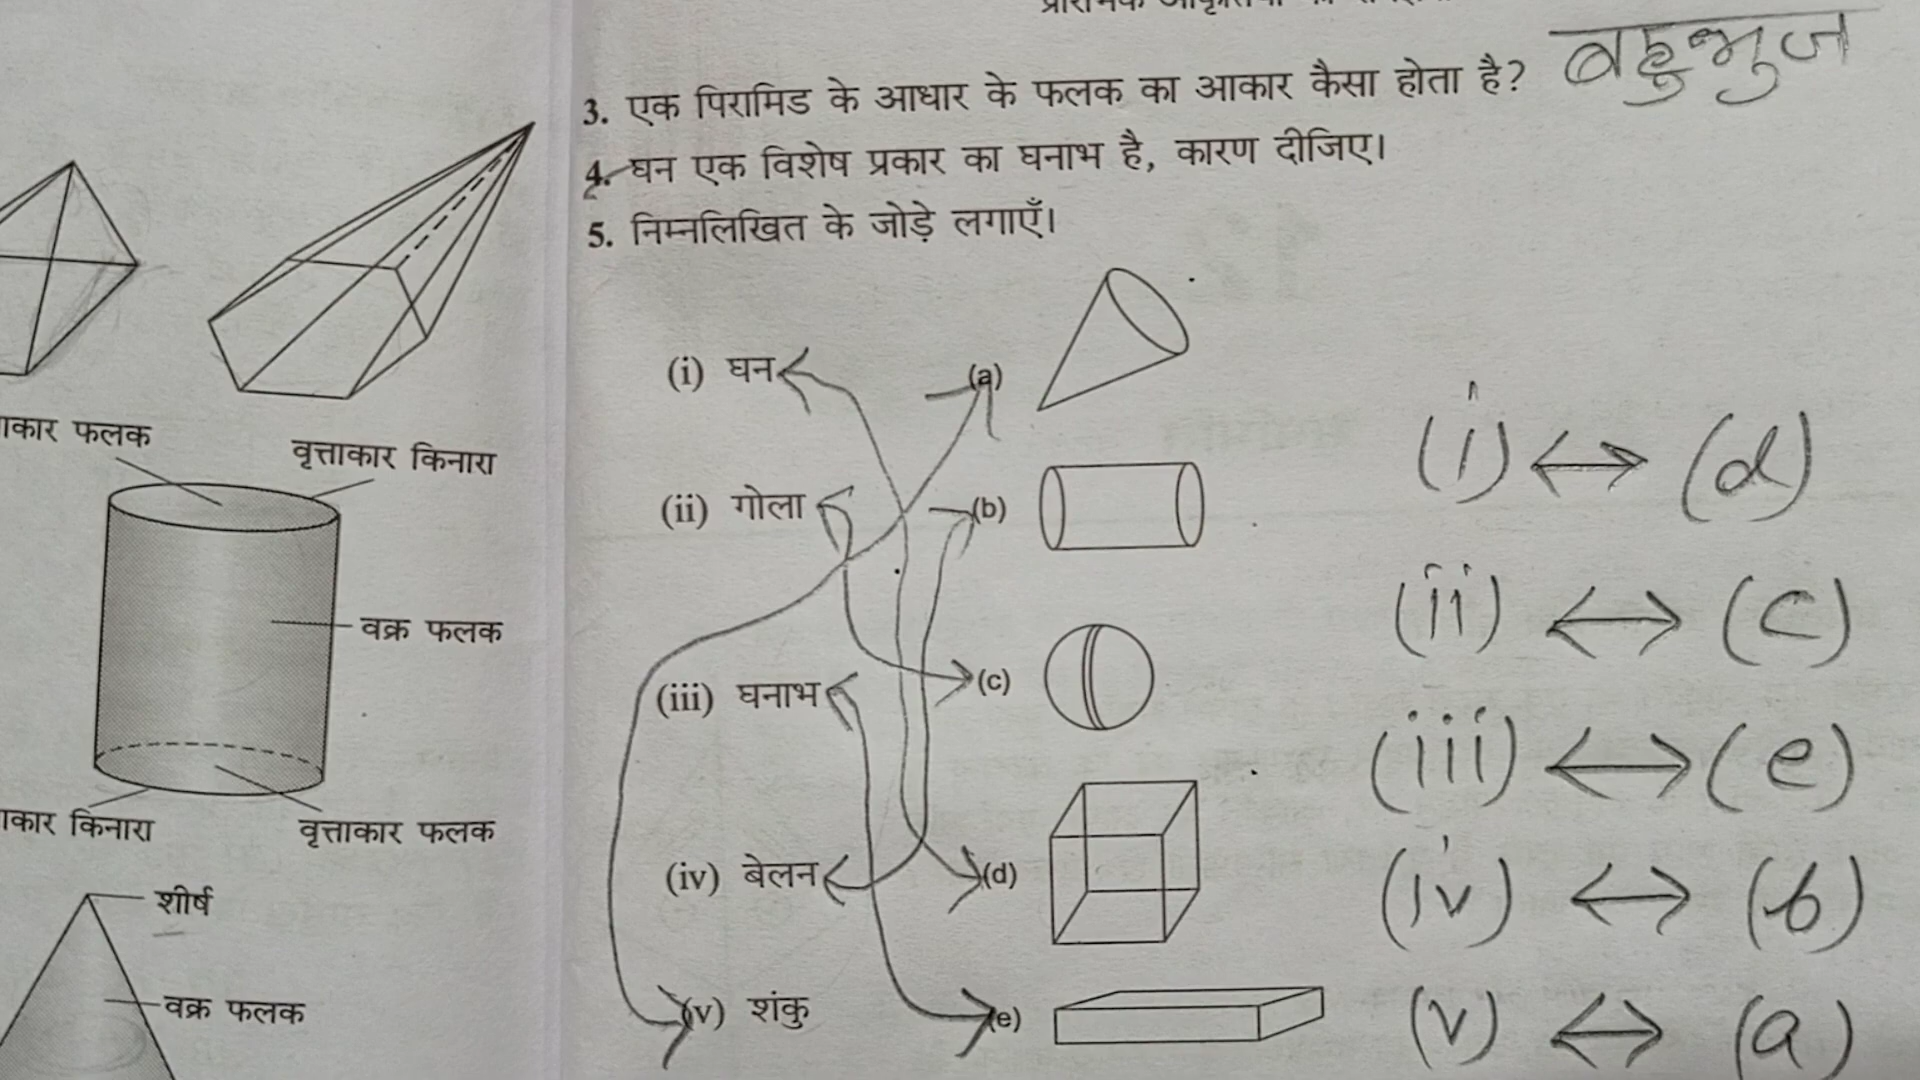 3. एक पिरामिड के आधार के फलक का आकार कैसा होता है? बहुभुज
4. घन एक विशेष प्रकार का घनाभ है, कारण दीजिए।
5. निम्नलिखित के जोड़े लगाएँ।
(i) घन (a)
(ii) गोला (b)
(iii) घनाभ (c)
(iv) बेलन (d)
(v) शंकु (e)
(i) ↔ (d)
(ii) ↔ (c)
(iii) ↔ (e)
(iv) ↔ (b)
(v) ↔ (a)
फलक
वृत्ताकार किनारा
वक्र फलक
किनारा
वृत्ताकार फलक
शीर्ष
वक्र फलक